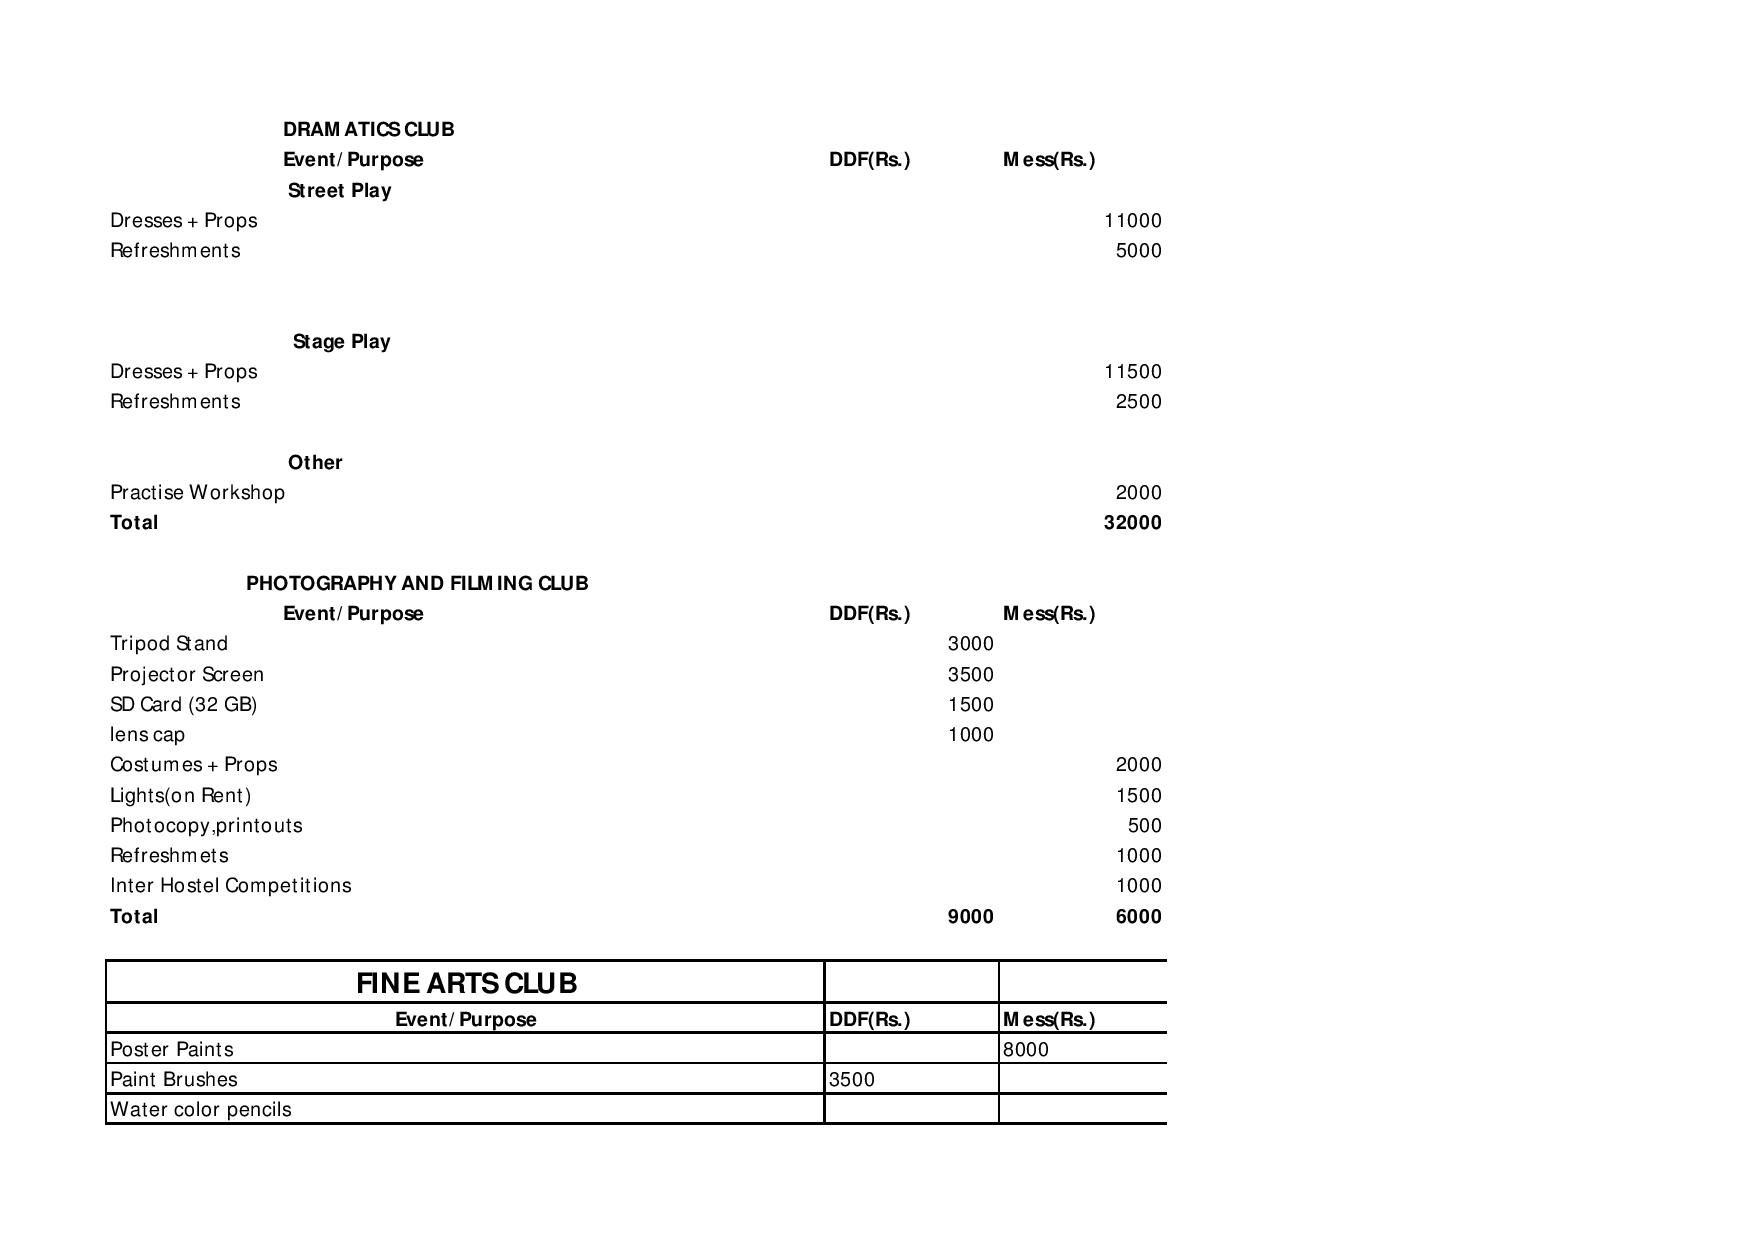 DRAMATICS CLUB
Event/ Purpose DDF(Rs.) Mess(Rs.)
Street Play
Dresses + Props 11000
Refreshments 5000
Stage Play
Dresses + Props 11500
Refreshments 2500
Other
Practise Workshop 2000
Total 32000
PHOTOGRAPHY AND FILMING CLUB
Event/ Purpose DDF(Rs.) Mess(Rs.)
Tripod Stand 3000
Projector Screen 3500
SD Card (32 GB) 1500
lens cap 1000
Costumes + Props 2000
Lights(on Rent) 1500
Photocopy,printouts 500
Refreshmets 1000
Inter Hostel Competitions 1000
Total 9000 6000
FINE ARTS CLUB
Event/ Purpose DDF(Rs.) Mess(Rs.)
Poster Paints 8000
Paint Brushes 3500
Water color pencils